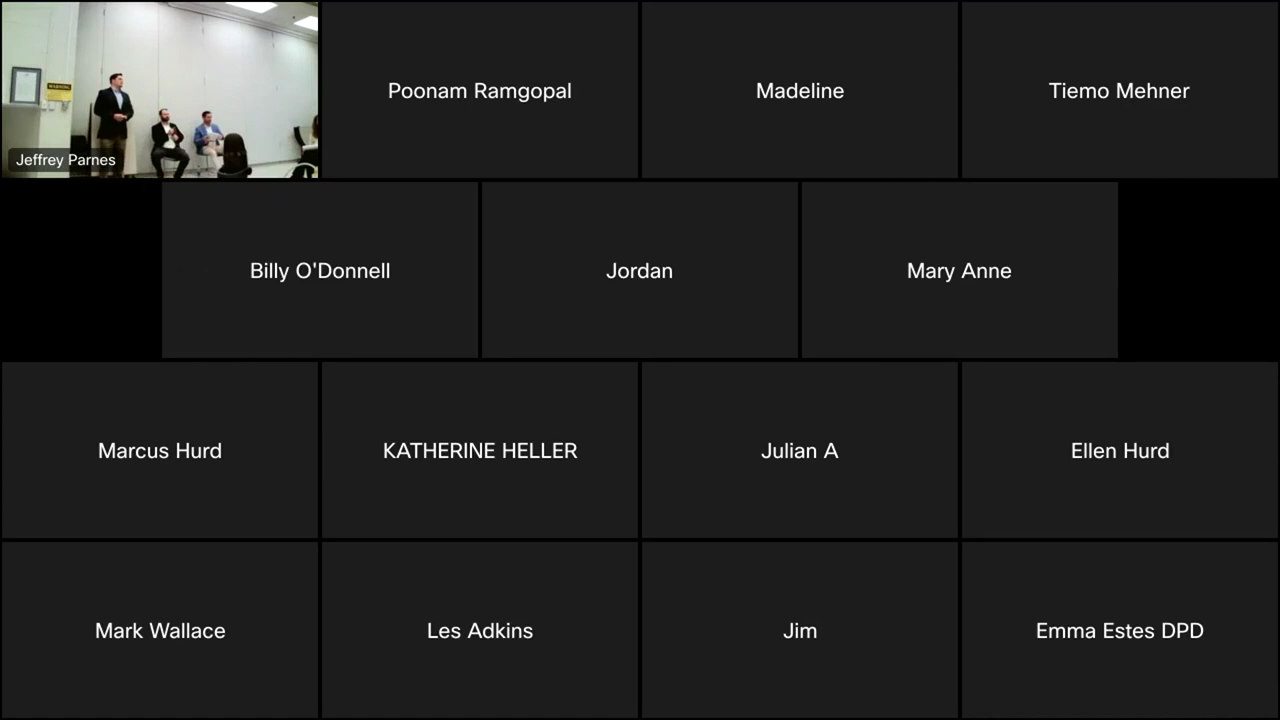 WARNING
Jeffrey Parnes
Poonam Ramgopal
Madeline
Tiemo Mehner
Billy O'Donnell
Jordan
Mary Anne
Marcus Hurd
KATHERINE HELLER
Julian A
Ellen Hurd
Mark Wallace
Les Adkins
Jim
Emma Estes DPD